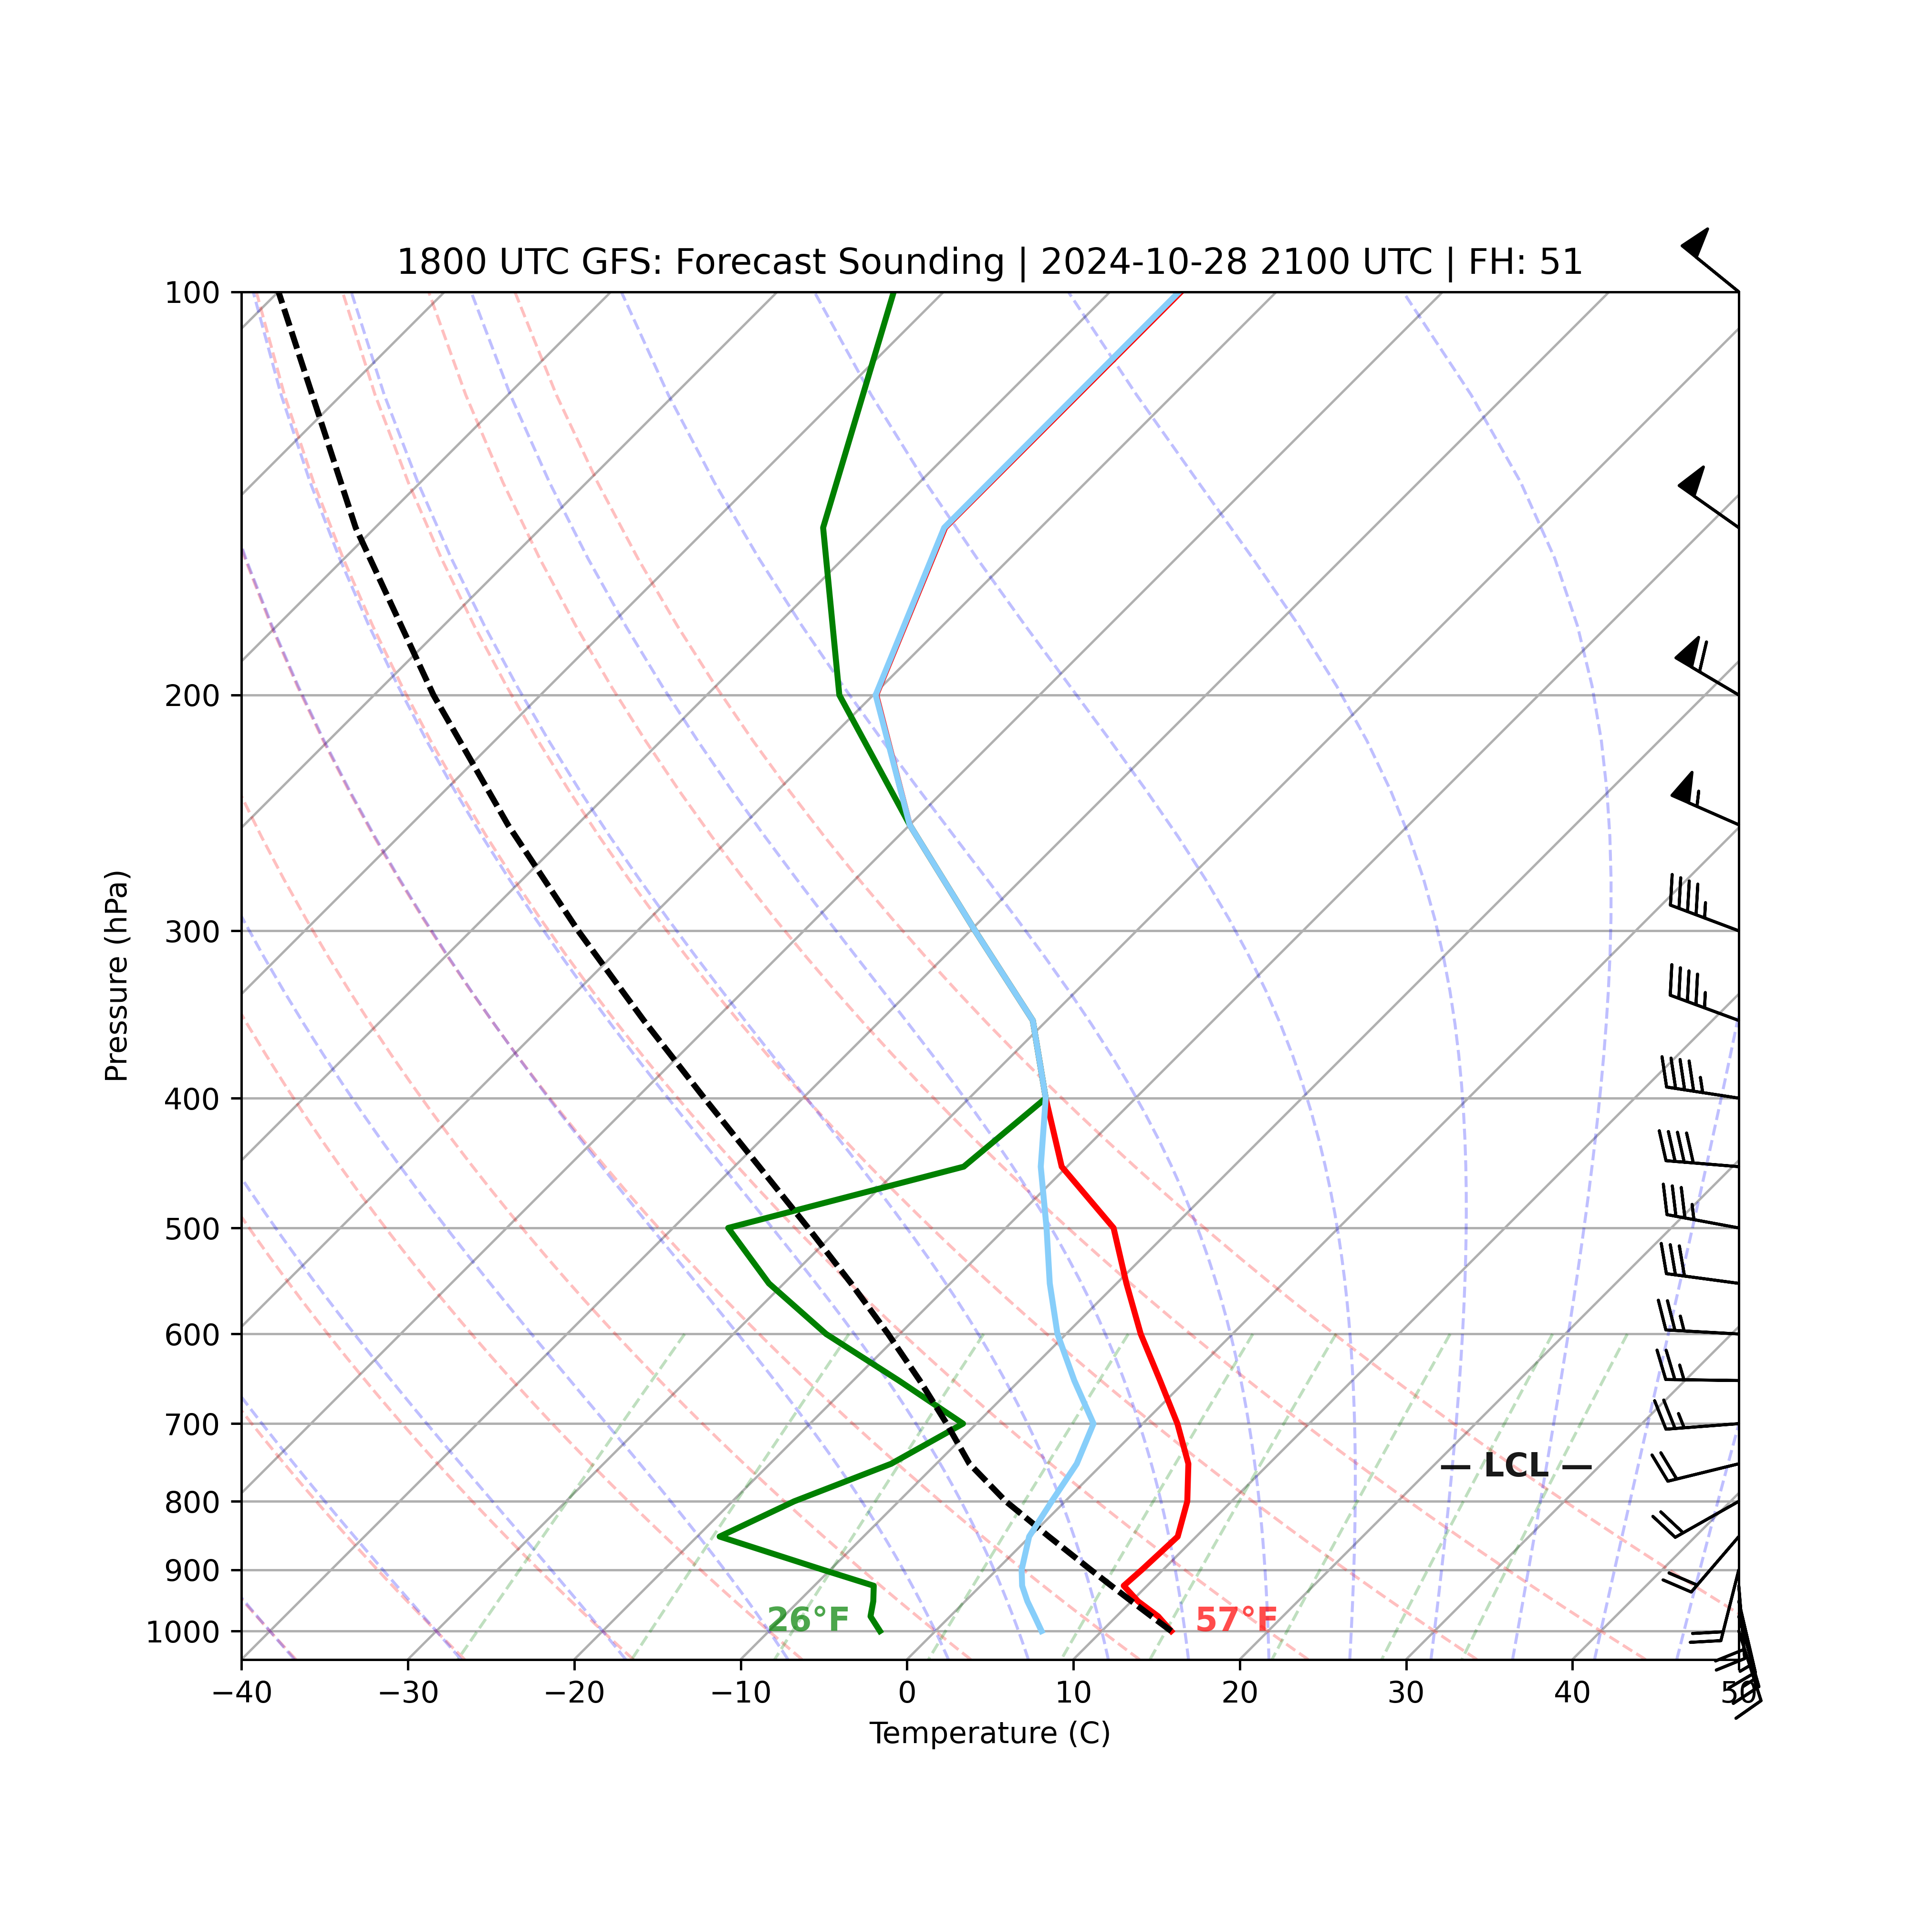 1800 UTC GFS: Forecast Sounding | 2024-10-28 2100 UTC | FH: 51
100
200
300
400
500
600
700
800
900
1000
Pressure (hPa)
— LCL —
26°F
57°F
−40 −30 −20 −10 0 10 20 30 40 50
Temperature (C)